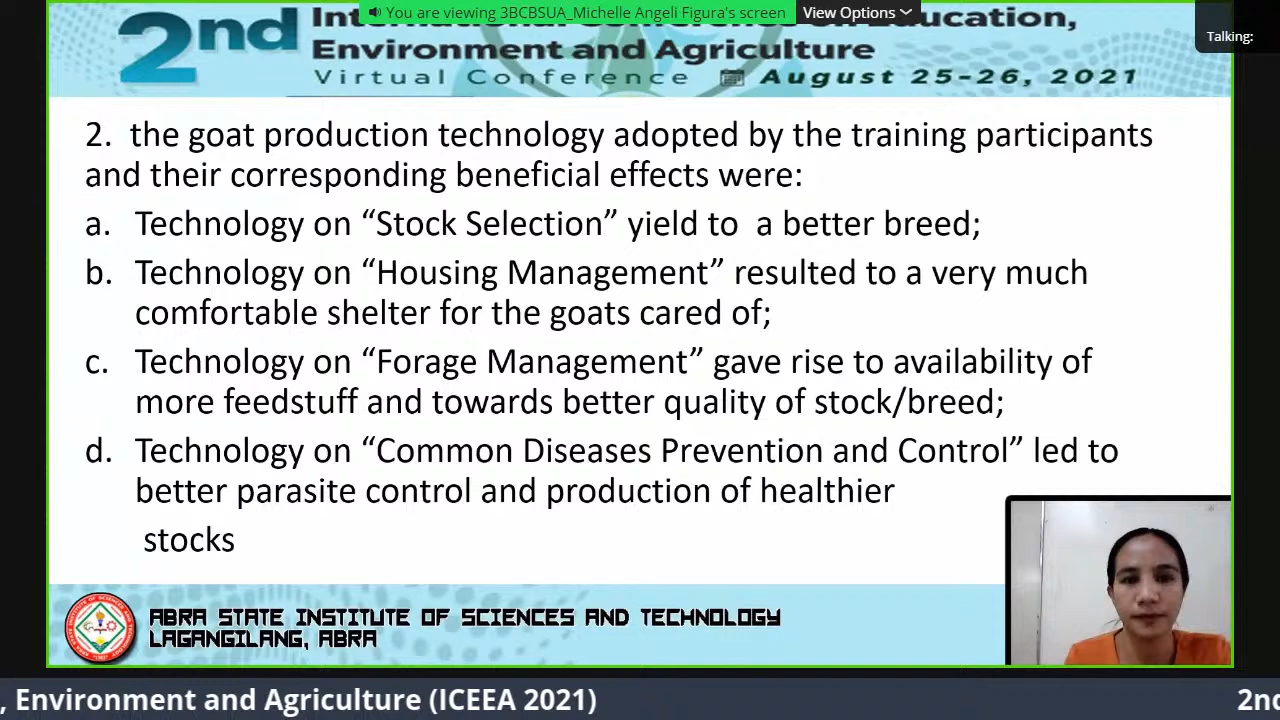 You are viewing 3BCBSUA_Michelle Angeli Figura's screen
View Options
Talking:
2nd
Education,
Environment and Agriculture
Virtual Conference August 25-26, 2021
2. the goat production technology adopted by the training participants
and their corresponding beneficial effects were:
a. Technology on “Stock Selection” yield to a better breed;
b. Technology on “Housing Management” resulted to a very much
comfortable shelter for the goats cared of;
c. Technology on “Forage Management” gave rise to availability of
more feedstuff and towards better quality of stock/breed;
d. Technology on “Common Diseases Prevention and Control” led to
better parasite control and production of healthier
stocks
ABRA STATE INSTITUTE OF SCIENCES AND TECHNOLOGY
LAGANGILANG, ABRA
, Environment and Agriculture (ICEEA 2021)
2nd